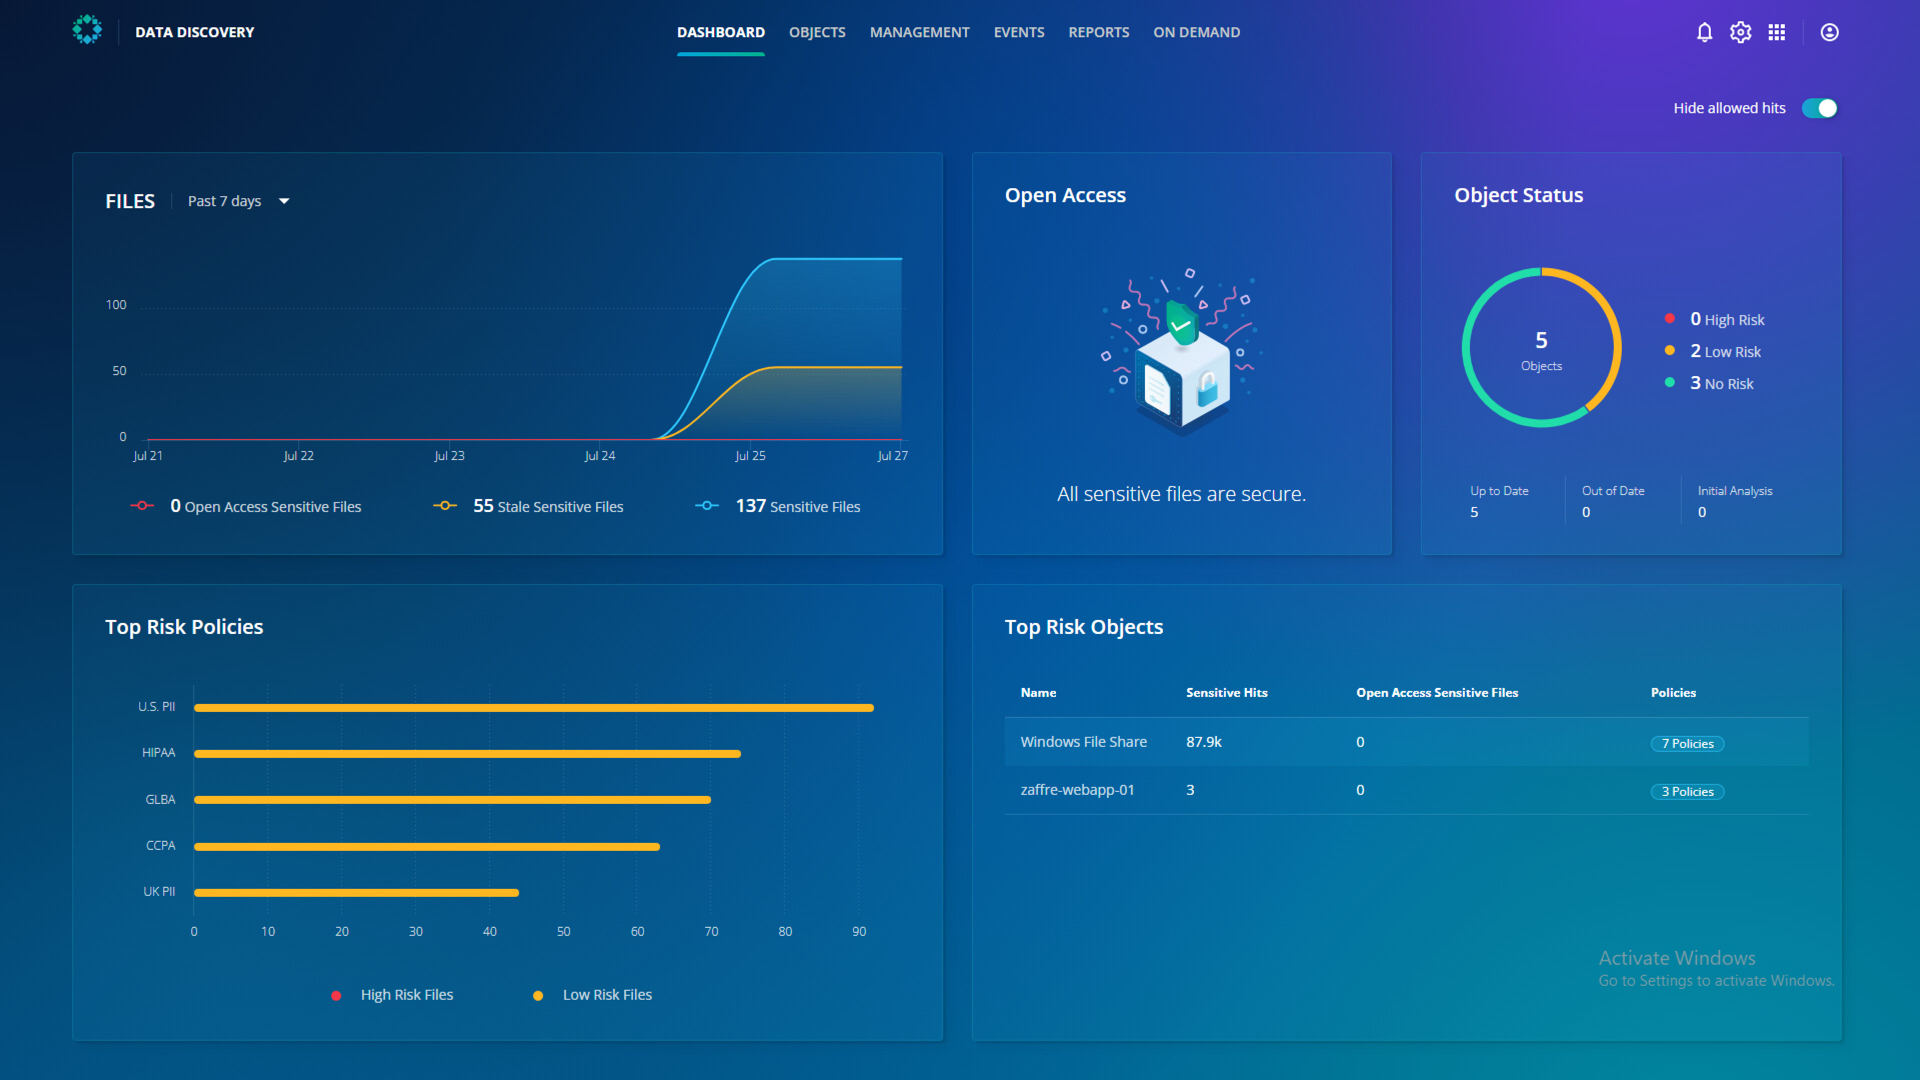 DATA DISCOVERY
DASHBOARD OBJECTS MANAGEMENT EVENTS REPORTS ON DEMAND
Hide allowed hits
FILES Past 7 days
100
50
0
Jul 21 Jul 22 Jul 23 Jul 24 Jul 25 Jul 27
0 Open Access Sensitive Files 55 Stale Sensitive Files 137 Sensitive Files
Open Access
All sensitive files are secure.
Object Status
5
Objects
0 High Risk
2 Low Risk
3 No Risk
Up to Date Out of Date Initial Analysis
5 0 0
Top Risk Policies
U.S. PII
HIPAA
GLBA
CCPA
UK PII
0 10 20 30 40 50 60 70 80 90
High Risk Files Low Risk Files
Top Risk Objects
Name Sensitive Hits Open Access Sensitive Files Policies
Windows File Share 87.9k 0 7 Policies
zaffre-webapp-01 3 0 3 Policies
Activate Windows
Go to Settings to activate Windows.